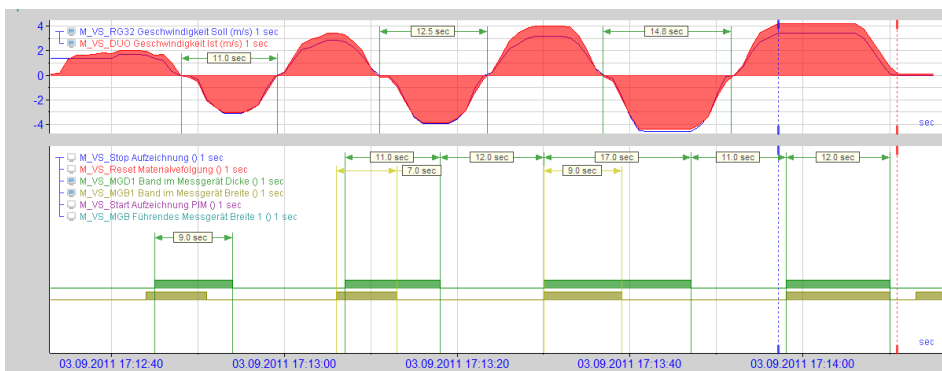 4
M_VS_RG32 Geschwindigkeit Soll (m/s) 1 sec
M_VS_DUO Geschwindigkeit Ist (m/s) 1 sec
12.5 sec
14.8 sec
2
11.0 sec
0
-2
-4
sec
M_VS_Stop Aufzeichnung () 1 sec
11.0 sec
12.0 sec
17.0 sec
11.0 sec
12.0 sec
M_VS_Reset Materialvefolgung () 1 sec
7.0 sec
9.0 sec
M_VS_MGD1 Band im Messgerät Dicke () 1 sec
M_VS_MGB1 Band im Messgerät Breite () 1 sec
M_VS_Start Aufzeichnung PIM () 1 sec
M_VS_MGB Führendes Messgerät Breite 1 () 1 sec
9.0 sec
sec
03.09.2011 17:12:40
03.09.2011 17:13:00
03.09.2011 17:13:20
03.09.2011 17:13:40
03.09.2011 17:14:00